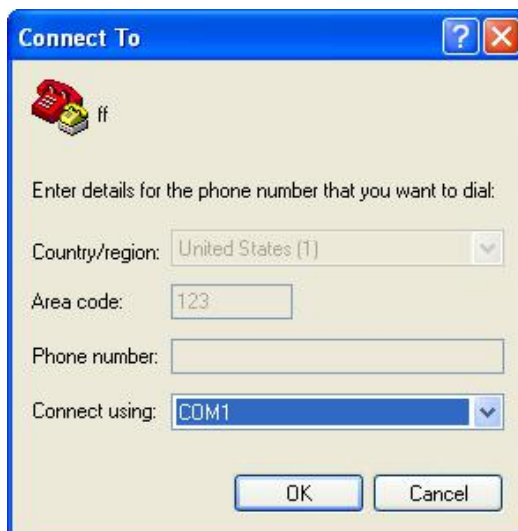 Connect To
ff
Enter details for the phone number that you want to dial:
Country/region: United States (1)
Area code: 123
Phone number:
Connect using: COM1
OK Cancel